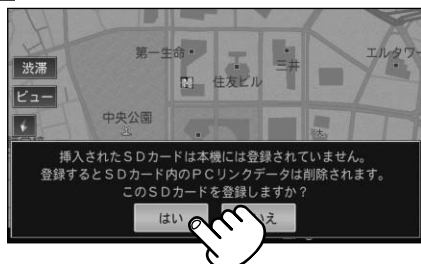 第一生命
エルタワー
三井
住友ビル
渋滞
ビュー
中央公園
挿入されたSDカードは本機には登録されていません。
登録するとSDカード内のPCリンクデータは削除されます。
このSDカードを登録しますか?
はい
いえ